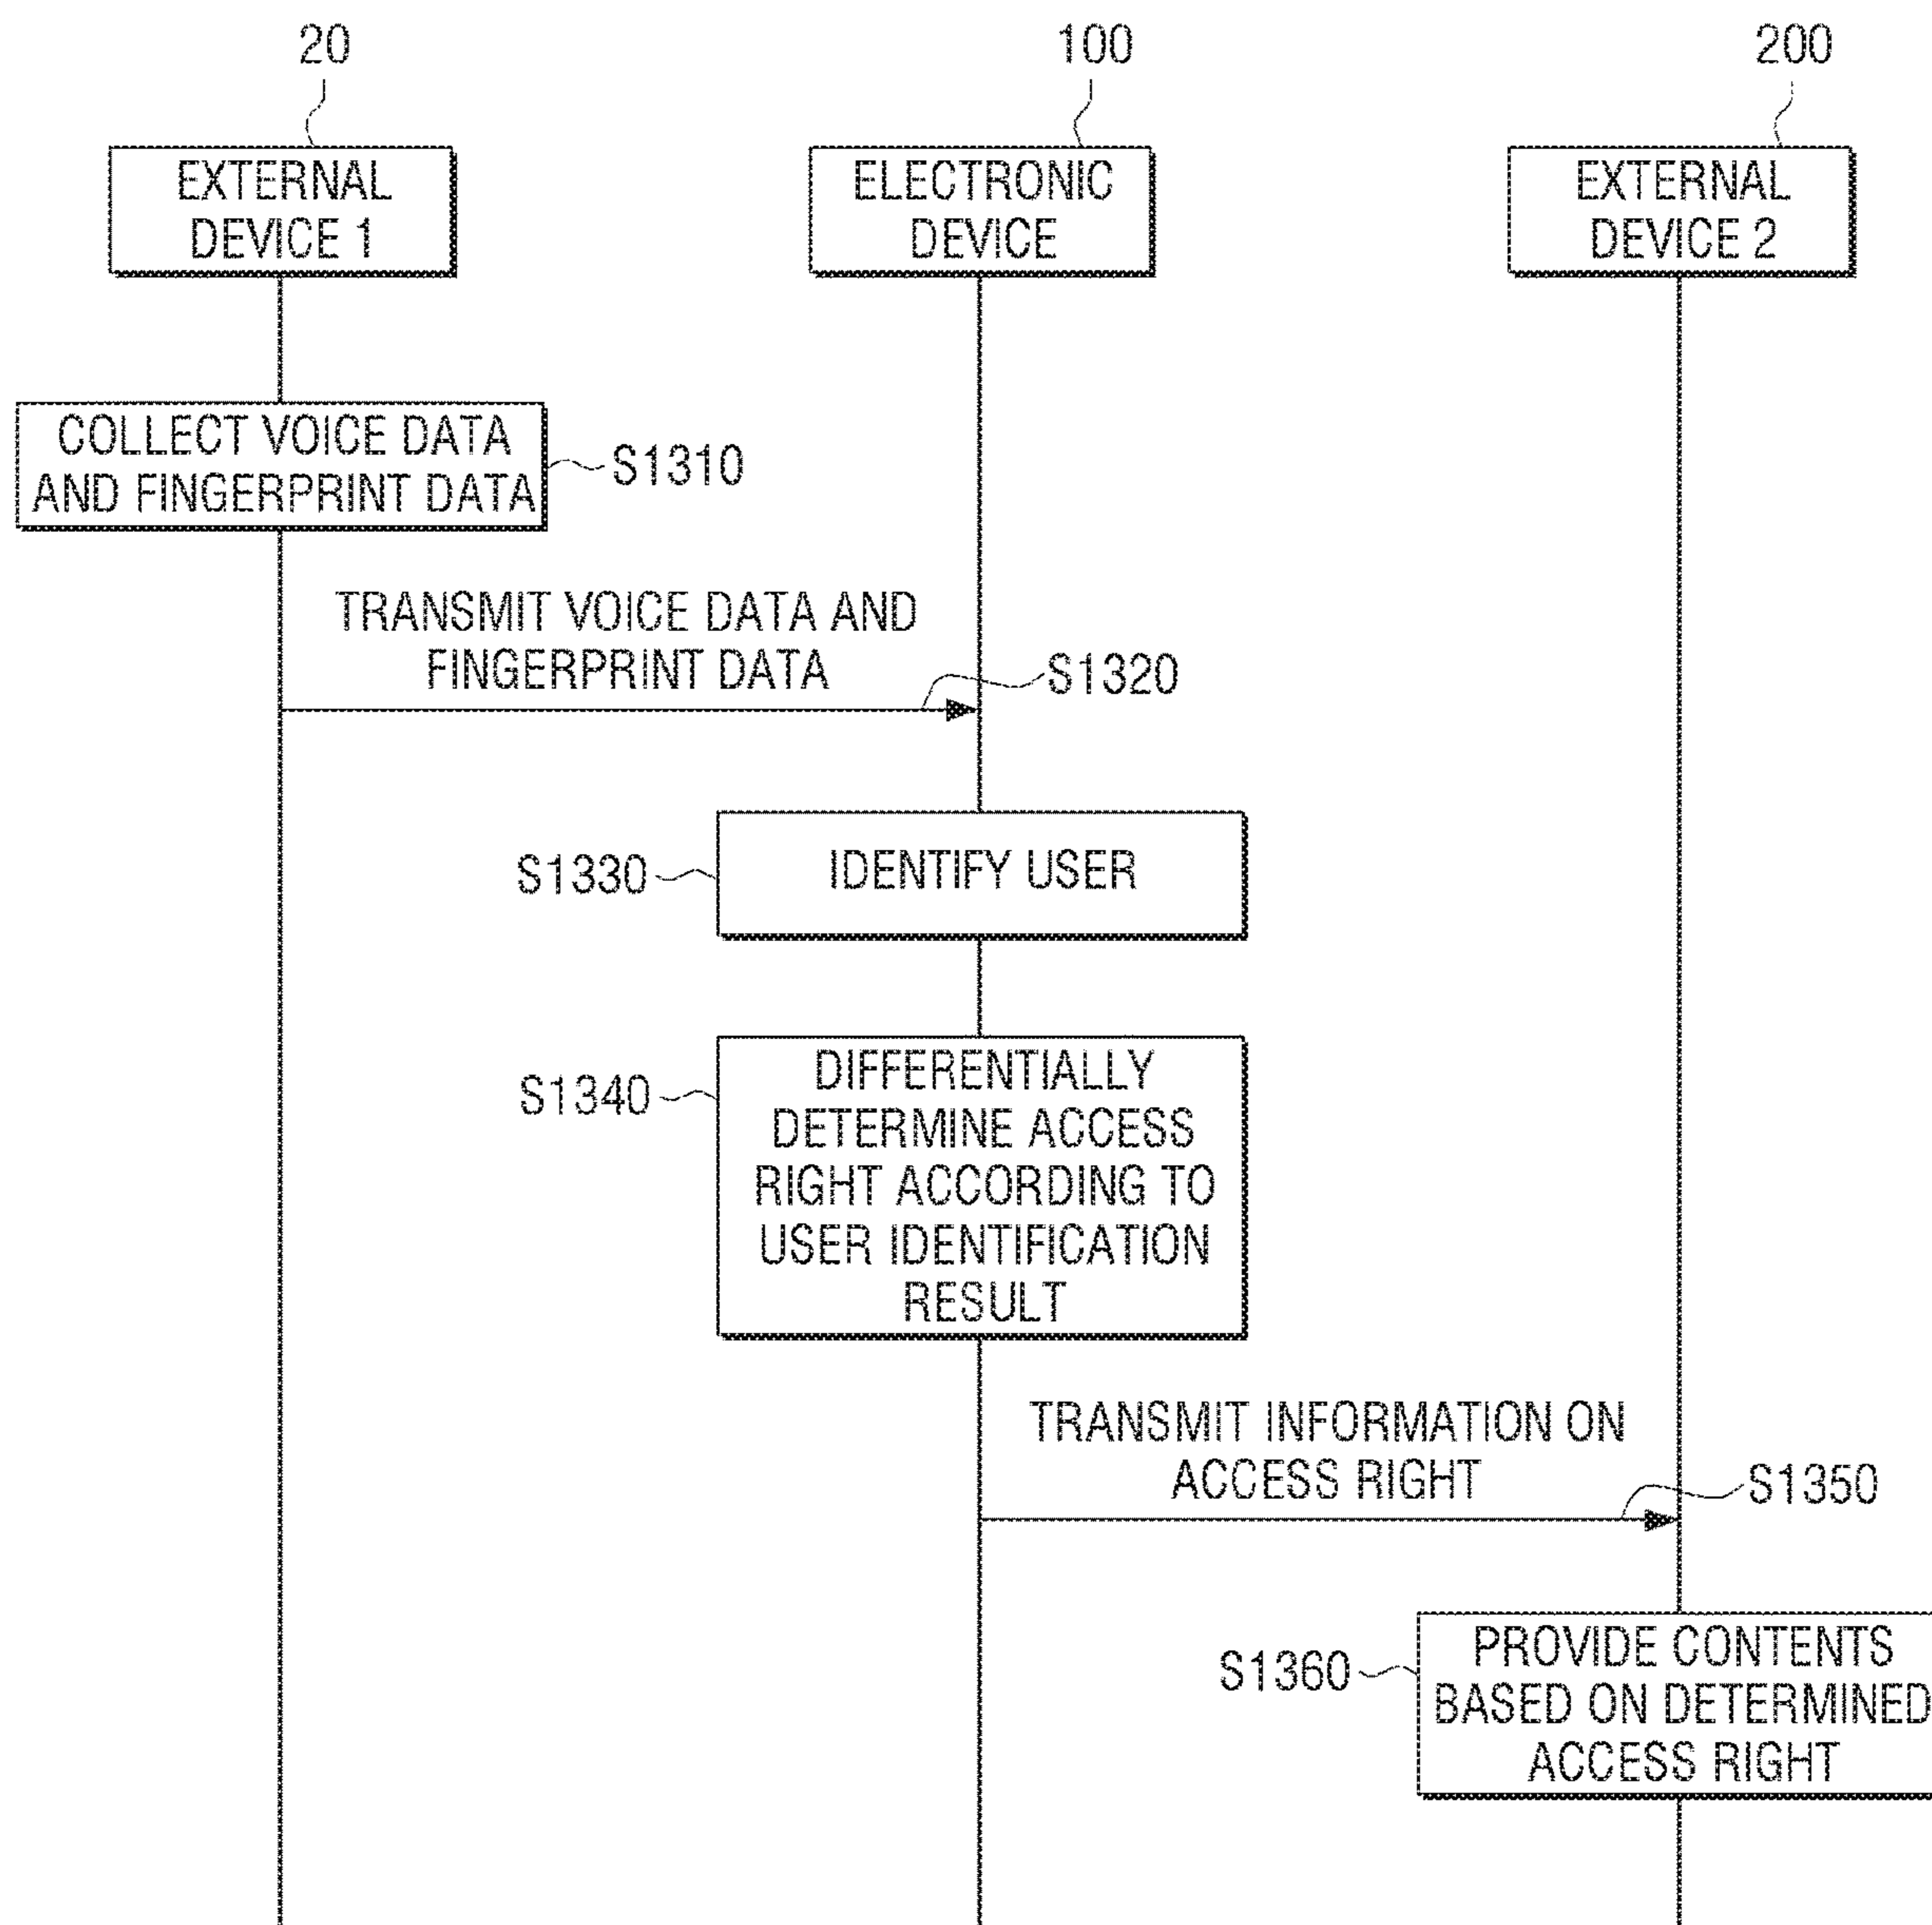 20
100
200
EXTERNAL
DEVICE 1
ELECTRONIC
DEVICE
EXTERNAL
DEVICE 2
COLLECT VOICE DATA
AND FINGERPRINT DATA
S1310
TRANSMIT VOICE DATA AND
FINGERPRINT DATA
S1320
S1330
IDENTIFY USER
S1340
DIFFERENTIALLY
DETERMINE ACCESS
RIGHT ACCORDING TO
USER IDENTIFICATION
RESULT
TRANSMIT INFORMATION ON
ACCESS RIGHT
S1350
S1360
PROVIDE CONTENTS
BASED ON DETERMINED
ACCESS RIGHT